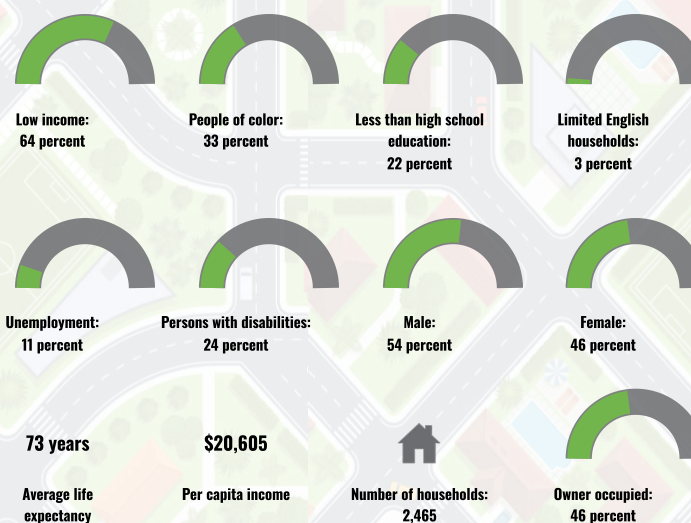 Low income:
64 percent
People of color:
33 percent
Less than high school
education:
22 percent
Limited English
households:
3 percent
Unemployment:
11 percent
Persons with disabilities:
24 percent
Male:
54 percent
Female:
46 percent
73 years
Average life
expectancy
$20,605
Per capita income
Number of households:
2,465
Owner occupied:
46 percent